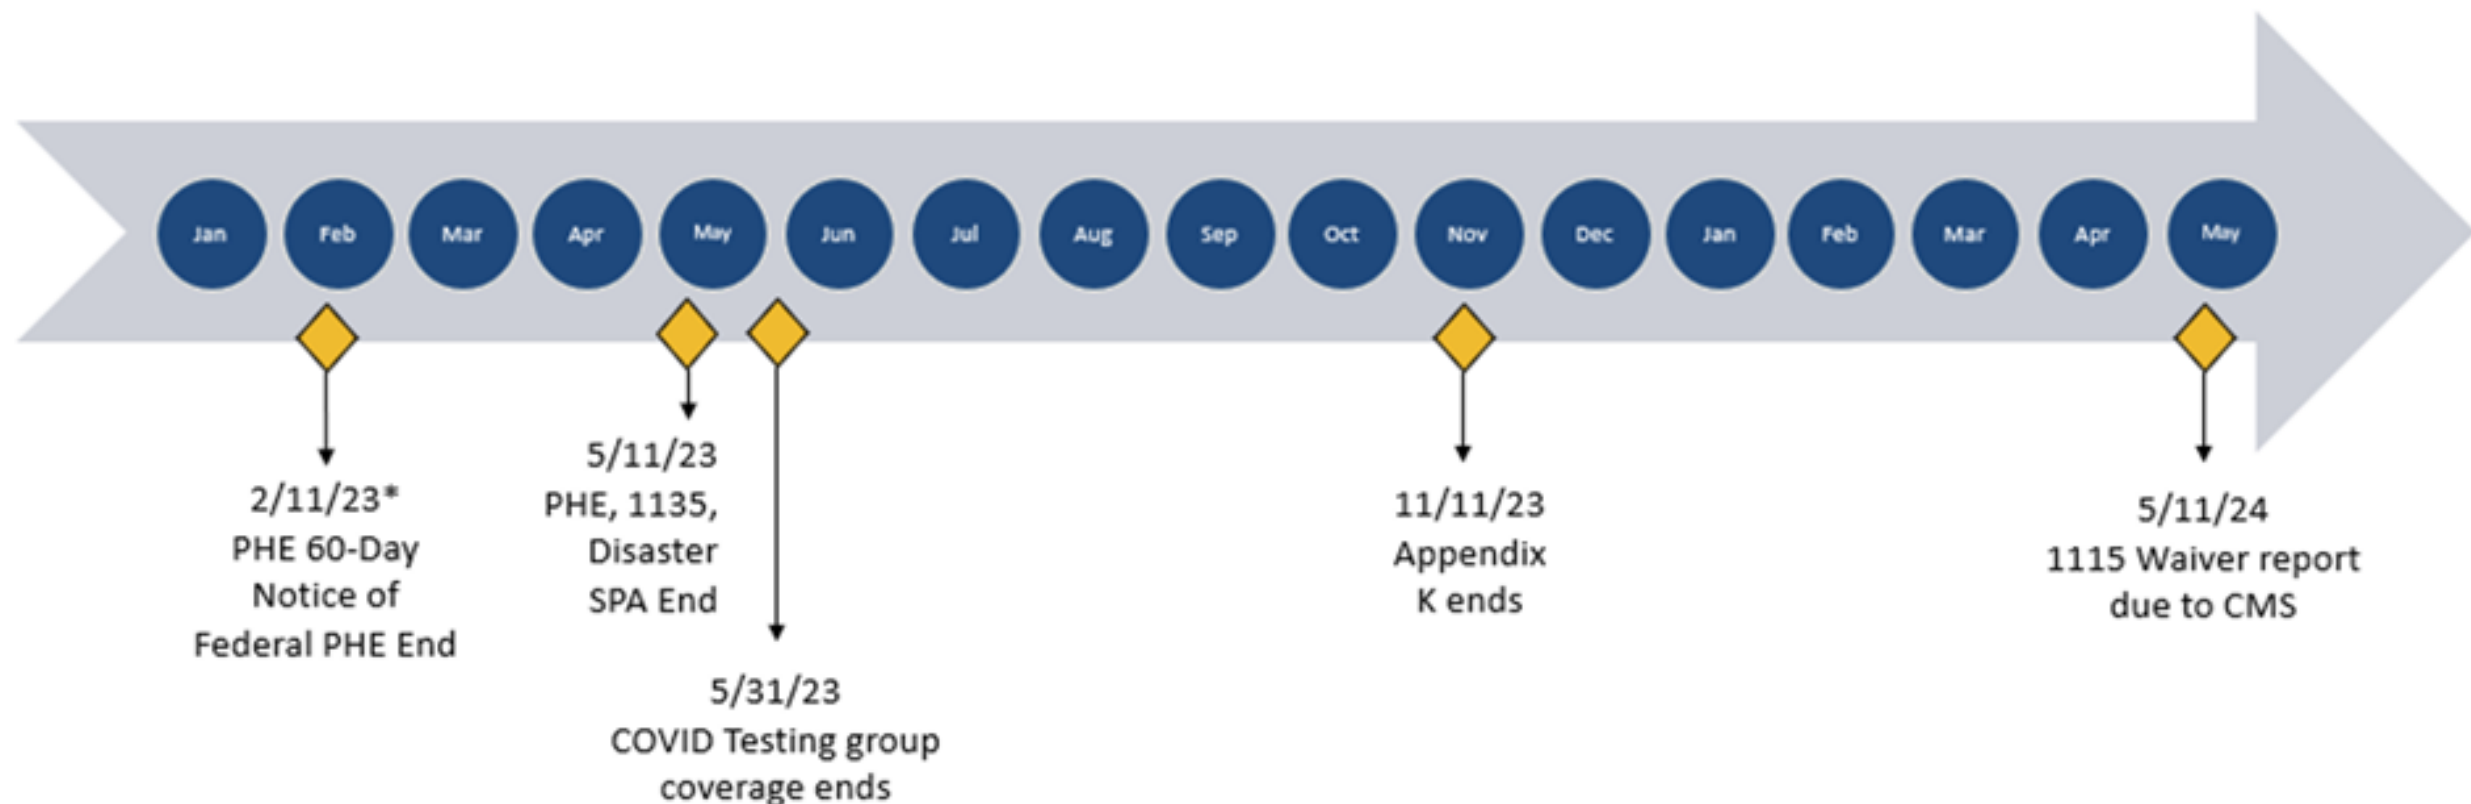 Jan
Feb
Mar
Apr
May
Jun
Jul
Aug
Sep
Oct
Nov
Dec
Jan
Feb
Mar
Apr
May
2/11/23*
PHE 60-Day
Notice of
Federal PHE End
5/11/23
PHE, 1135,
Disaster
SPA End
5/31/23
COVID Testing group
coverage ends
11/11/23
Appendix
K ends
5/11/24
1115 Waiver report
due to CMS